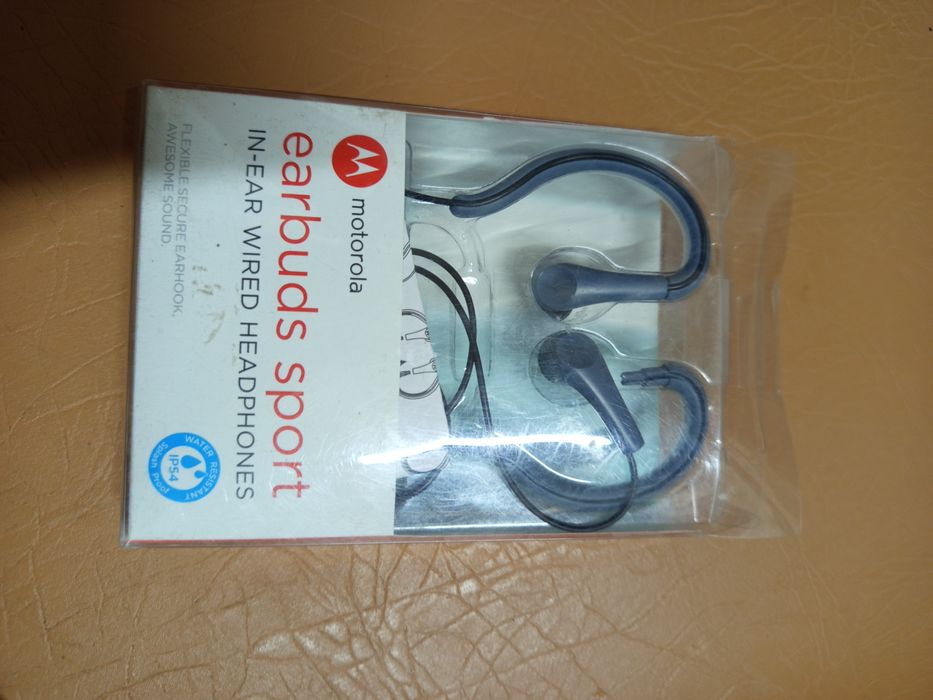 motorola
earbuds sport
IN-EAR WIRED HEADPHONES
FLEXIBLE SECURE EARHOOK,
AWESOME SOUND.
WATER RESISTANT
IP54
Splash Proof